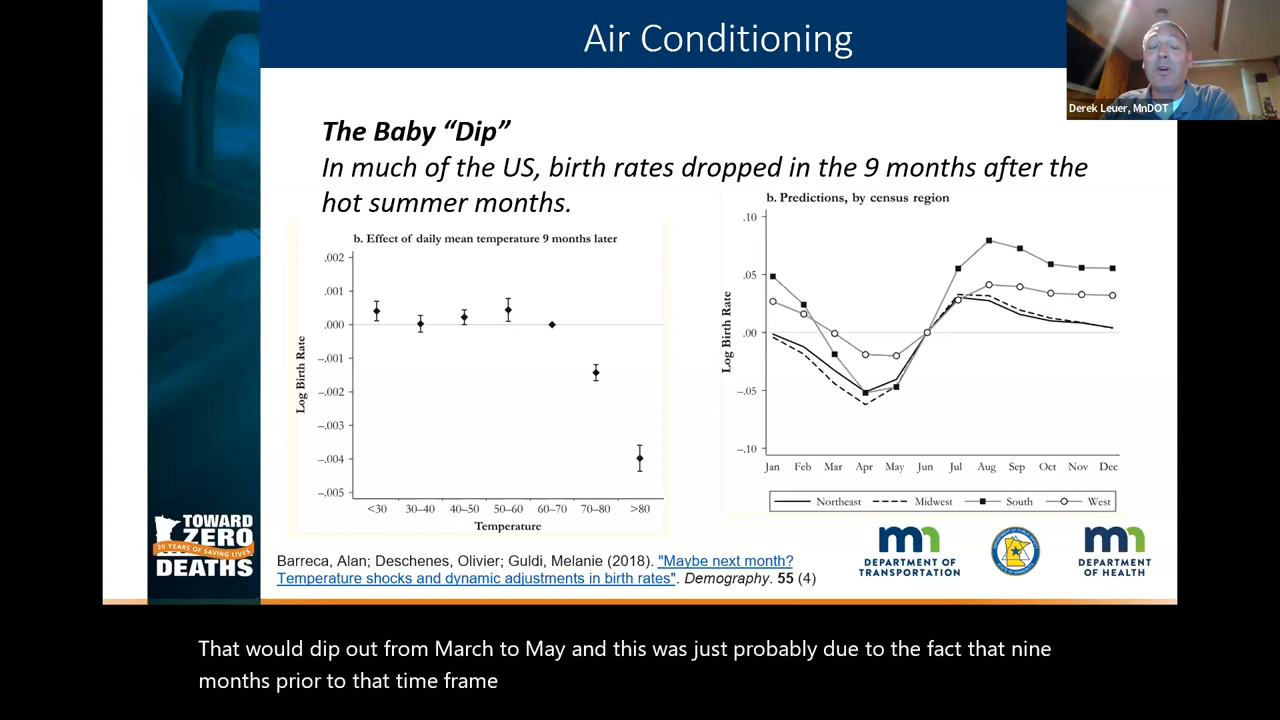 Air Conditioning
Derek Leuer, MnDOT
The Baby “Dip”
In much of the US, birth rates dropped in the 9 months after the
hot summer months.
b. Effect of daily mean temperature 9 months later
.002
.001
.000
–.001
–.002
–.003
–.004
–.005
Log Birth Rate
<30 30–40 40–50 50–60 60–70 70–80 >80
Temperature
b. Predictions, by census region
.10
.05
.00
–.05
–.10
Log Birth Rate
Jan Feb Mar Apr May Jun Jul Aug Sep Oct Nov Dec
Northeast Midwest South West
TOWARD
ZERO
20 YEARS OF SAVING LIVES
DEATHS
Barreca, Alan; Deschenes, Olivier; Guldi, Melanie (2018). "Maybe next month?
Temperature shocks and dynamic adjustments in birth rates". Demography. 55 (4)
mn
DEPARTMENT OF
TRANSPORTATION
mn
DEPARTMENT
OF HEALTH
That would dip out from March to May and this was just probably due to the fact that nine
months prior to that time frame